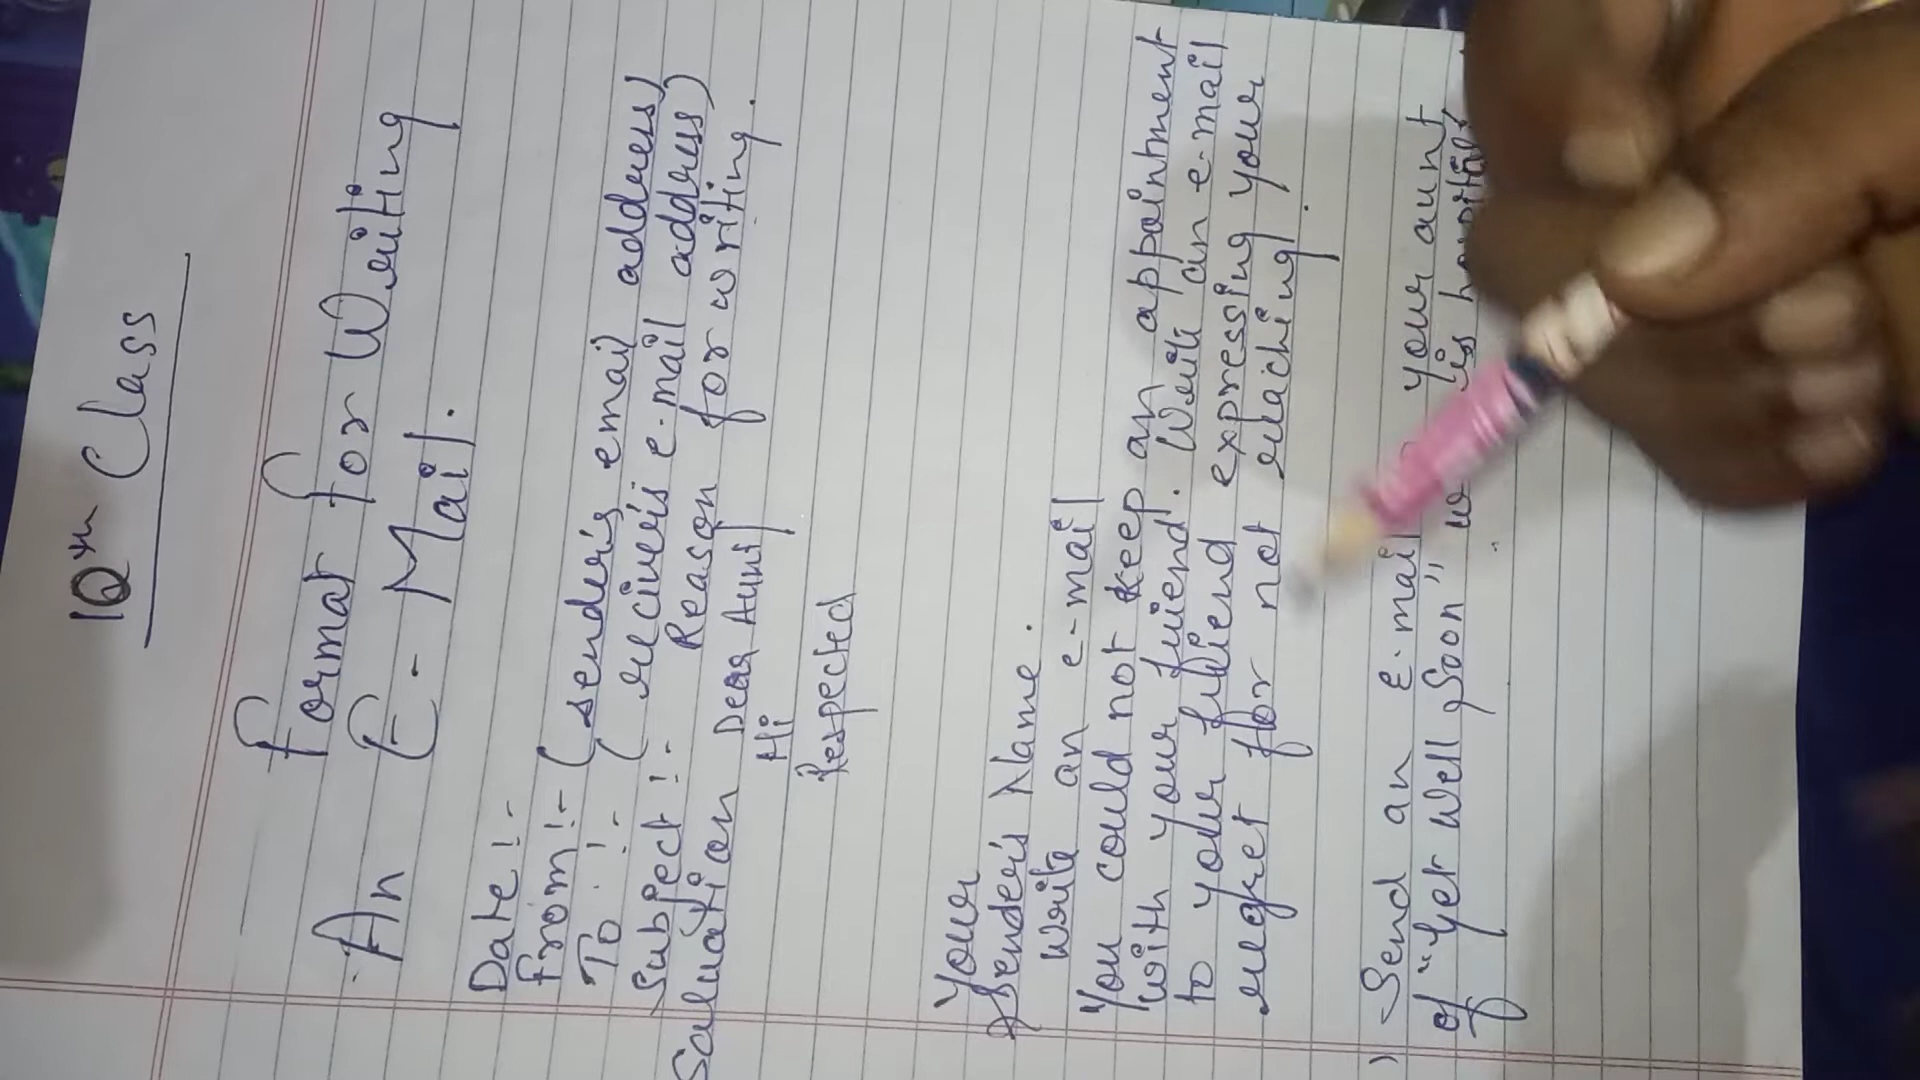 10th Class
Format for Writing
An E-Mail.
Date :-
From :- (sender's email address)
To :- (reciver's e-mail address)
Subject :- Reason for writing.
Salutation Dear Aunt
Hi
Respected
Your
Sender's Name.
write an e-mail
You could not keep an appointment
with your friend. Write an e-mail
to your friend expressing your
regret for not reaching.
) Send an E-mail your aunt
of "Get well soon" is